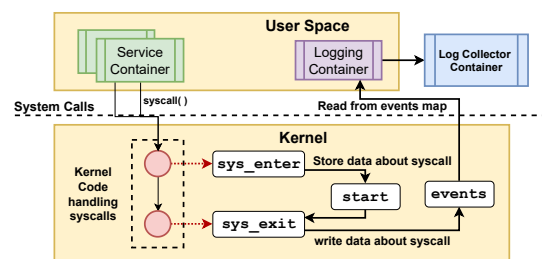 User Space
Service
Container
Logging
Container
Log Collector
Container
syscall( )
System Calls
Read from events map
Kernel
Kernel
Code
handling
syscalls
sys_enter
Store data about syscall
start
events
sys_exit
write data about syscall